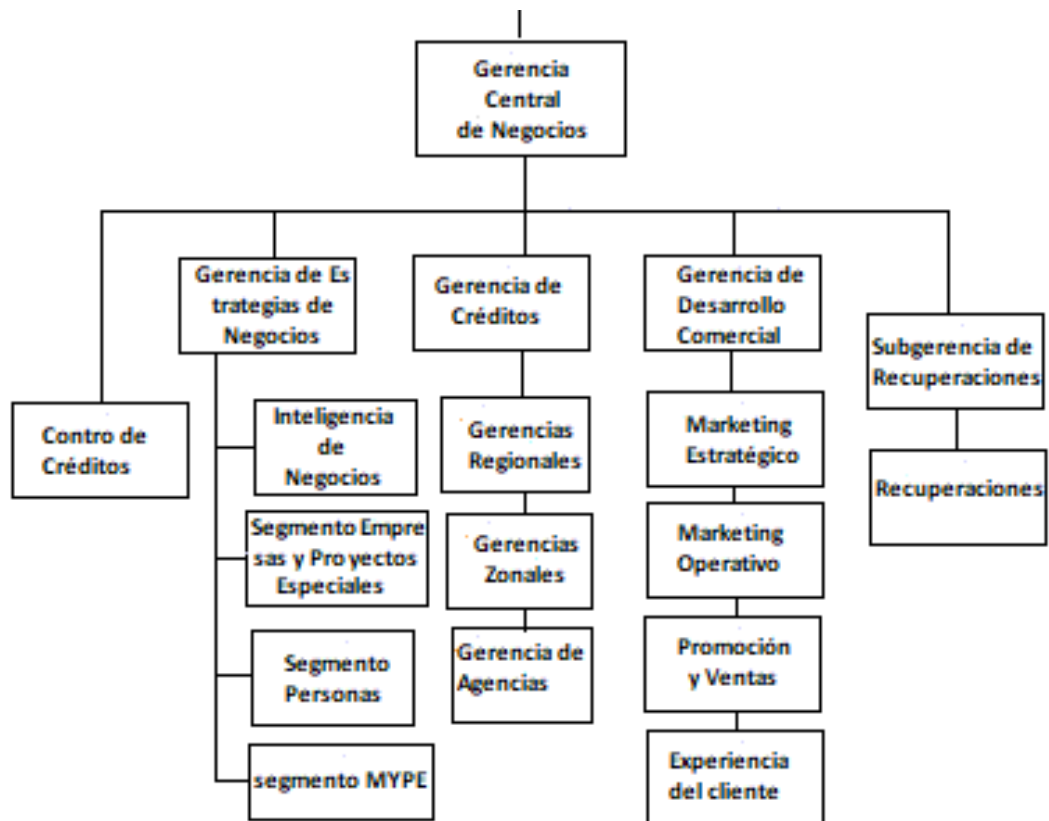 Gerencia
Central
de Negocios
Gerencia de Es
trategias de
Negocios
Gerencia de
Créditos
Gerencia de
Desarrollo
Comercial
Subgerencia de
Recuperaciones
Contro de
Créditos
Inteligencia
de
Negocios
Gerencias
Regionales
Marketing
Estratégico
Recuperaciones
Segmento Empre
sas y Proyectos
Especiales
Gerencias
Zonales
Marketing
Operativo
Segmento
Personas
Gerencia de
Agencias
Promoción
y Ventas
segmento MYPE
Experiencia
del cliente